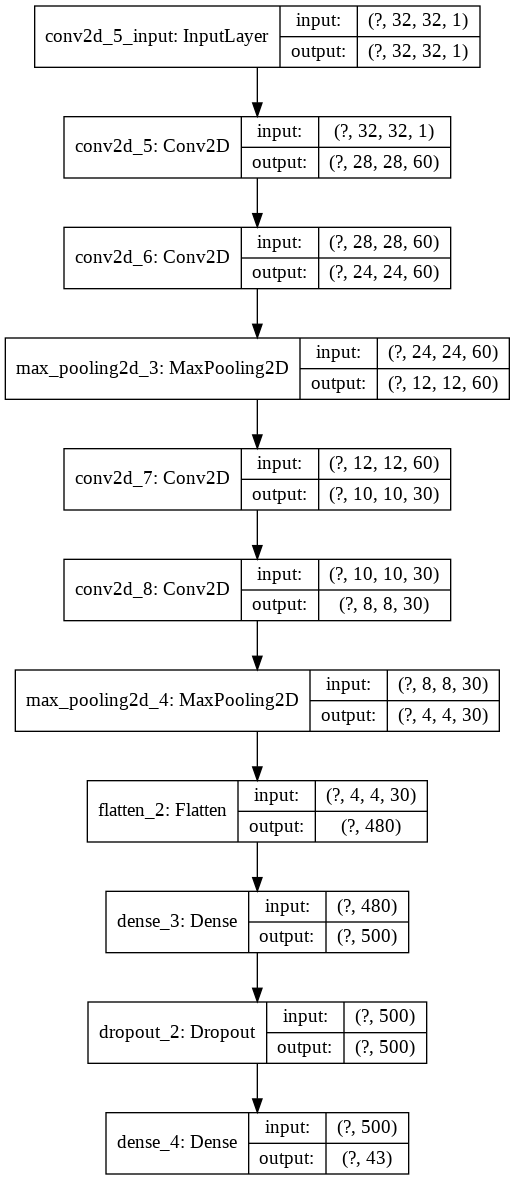 conv2d_5_input: InputLayer
input: (?, 32, 32, 1)
output: (?, 32, 32, 1)
conv2d_5: Conv2D
input: (?, 32, 32, 1)
output: (?, 28, 28, 60)
conv2d_6: Conv2D
input: (?, 28, 28, 60)
output: (?, 24, 24, 60)
max_pooling2d_3: MaxPooling2D
input: (?, 24, 24, 60)
output: (?, 12, 12, 60)
conv2d_7: Conv2D
input: (?, 12, 12, 60)
output: (?, 10, 10, 30)
conv2d_8: Conv2D
input: (?, 10, 10, 30)
output: (?, 8, 8, 30)
max_pooling2d_4: MaxPooling2D
input: (?, 8, 8, 30)
output: (?, 4, 4, 30)
flatten_2: Flatten
input: (?, 4, 4, 30)
output: (?, 480)
dense_3: Dense
input: (?, 480)
output: (?, 500)
dropout_2: Dropout
input: (?, 500)
output: (?, 500)
dense_4: Dense
input: (?, 500)
output: (?, 43)